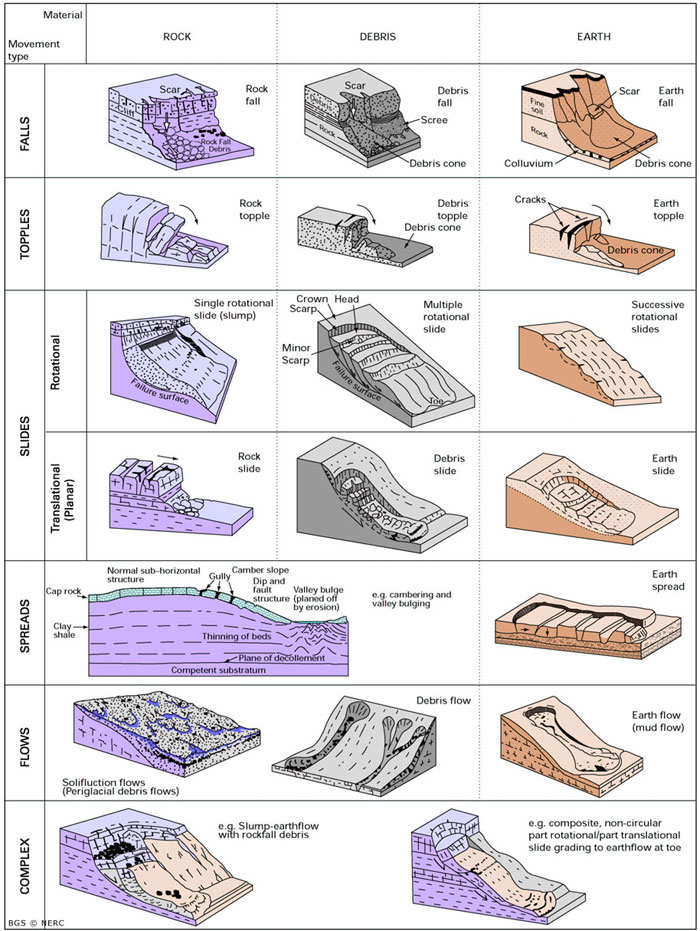 Material
Movement
type
ROCK
DEBRIS
EARTH
FALLS
Scar
Rock
fall
Cliff
Rock Fall
Debris
Scar
Debris
fall
Debris
Rock
Scree
Debris cone
Scar
Earth
fall
Fine
soil
Rock
Colluvium
Debris cone
TOPPLES
Rock
topple
Debris
topple
Debris cone
Cracks
Earth
topple
Debris cone
SLIDES
Rotational
Single rotational
slide (slump)
Failure surface
Crown
Head
Scarp
Minor
Scarp
Failure surface
Toe
Multiple
rotational
slide
Successive
rotational
slides
Translational
(Planar)
Rock
slide
Debris
slide
Earth
slide
SPREADS
Normal sub-horizontal
structure
Gully
Camber slope
Dip and
fault
structure
Valley bulge
(planed off
by erosion)
Cap rock
Clay
shale
Thinning of beds
Plane of decollement
Competent substratum
e.g. cambering and
valley bulging
Earth
spread
FLOWS
Solifluction flows
(Periglacial debris flows)
Debris flow
Earth flow
(mud flow)
COMPLEX
e.g. Slump-earthflow
with rockfall debris
e.g. composite, non-circular
part rotational/part translational
slide grading to earthflow at toe
BGS © NERC